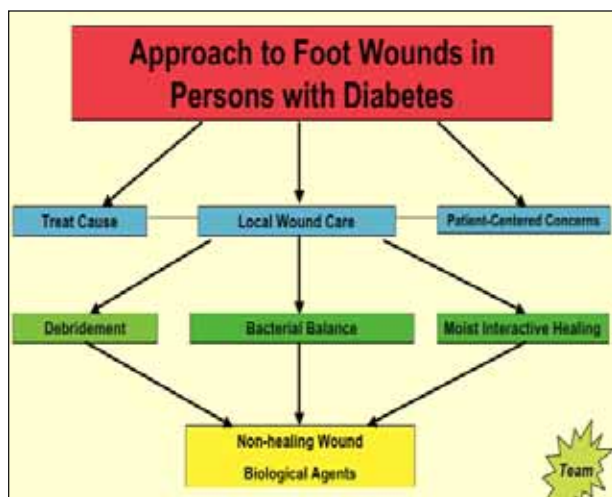 Approach to Foot Wounds in
Persons with Diabetes
Treat Cause
Local Wound Care
Patient-Centered Concerns
Debridement
Bacterial Balance
Moist Interactive Healing
Non-healing Wound
Biological Agents
Team